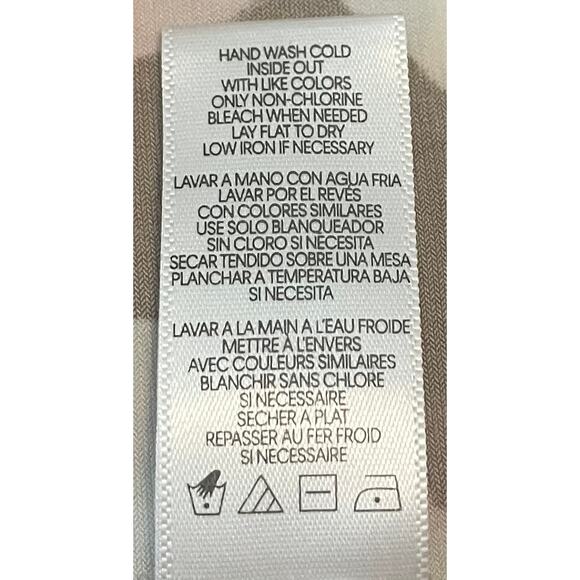 HAND WASH COLD
INSIDE OUT
WITH LIKE COLORS
ONLY NON-CHLORINE
BLEACH WHEN NEEDED
LAY FLAT TO DRY
LOW IRON IF NECESSARY
LAVAR A MANO CON AGUA FRIA
LAVAR POR EL REVÉS
CON COLORES SIMILARES
USE SOLO BLANQUEADOR
SIN CLORO SI NECESITA
SECAR TENDIDO SOBRE UNA MESA
PLANCHAR A TEMPERATURA BAJA
SI NECESITA
LAVAR A LA MAIN A L'EAU FROIDE
METTRE À L'ENVERS
AVEC COULEURS SIMILAIRES
BLANCHIR SANS CHLORE
SI NECESSAIRE
SECHER A PLAT
REPASSER AU FER FROID
SI NECESSAIRE